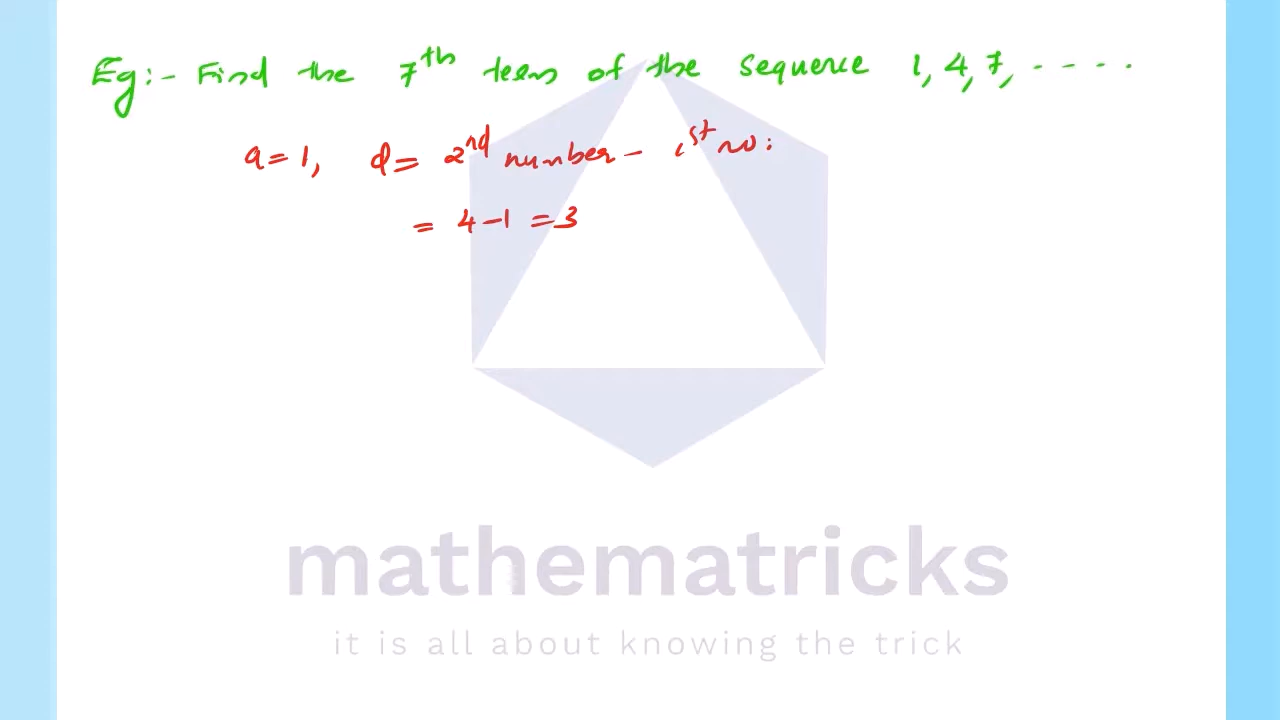 Eg:- Find the 7th term of the sequence 1, 4, 7, - - - -
a = 1, d = 2nd number - 1st no:
= 4 - 1 = 3
mathematricks
it is all about knowing the trick